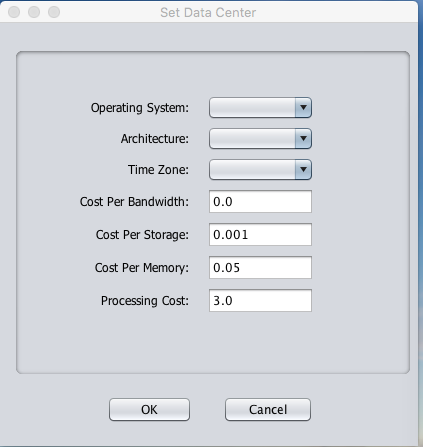 Set Data Center
Operating System:
Architecture:
Time Zone:
Cost Per Bandwidth: 0.0
Cost Per Storage: 0.001
Cost Per Memory: 0.05
Processing Cost: 3.0
OK Cancel